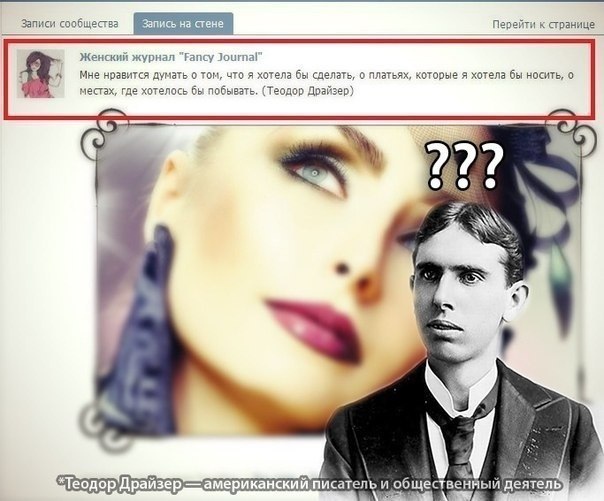 Записи сообщества
Запись на стене
Перейти к странице
Женский журнал "Fancy Journal"
Мне нравится думать о том, что я хотела бы сделать, о платьях, которые я хотела бы носить, о
местах, где хотелось бы побывать. (Теодор Драйзер)
???
*Теодор Драйзер — американский писатель и общественный деятель